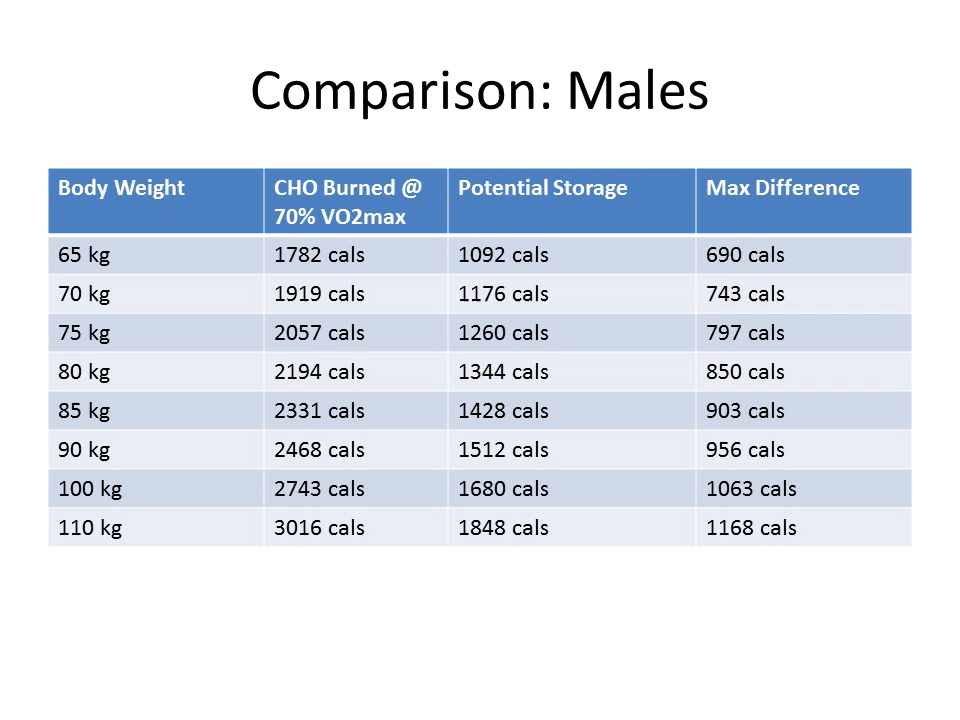 Comparison: Males
Body Weight CHO Burned @ Potential Storage Max Difference
70% VO2max
65 kg 1782 cals 1092 cals 690 cals
70 kg 1919 cals 1176 cals 743 cals
75 kg 2057 cals 1260 cals 797 cals
80 kg 2194 cals 1344 cals 850 cals
85 kg 2331 cals 1428 cals 903 cals
90 kg 2468 cals 1512 cals 956 cals
100 kg 2743 cals 1680 cals 1063 cals
110 kg 3016 cals 1848 cals 1168 cals